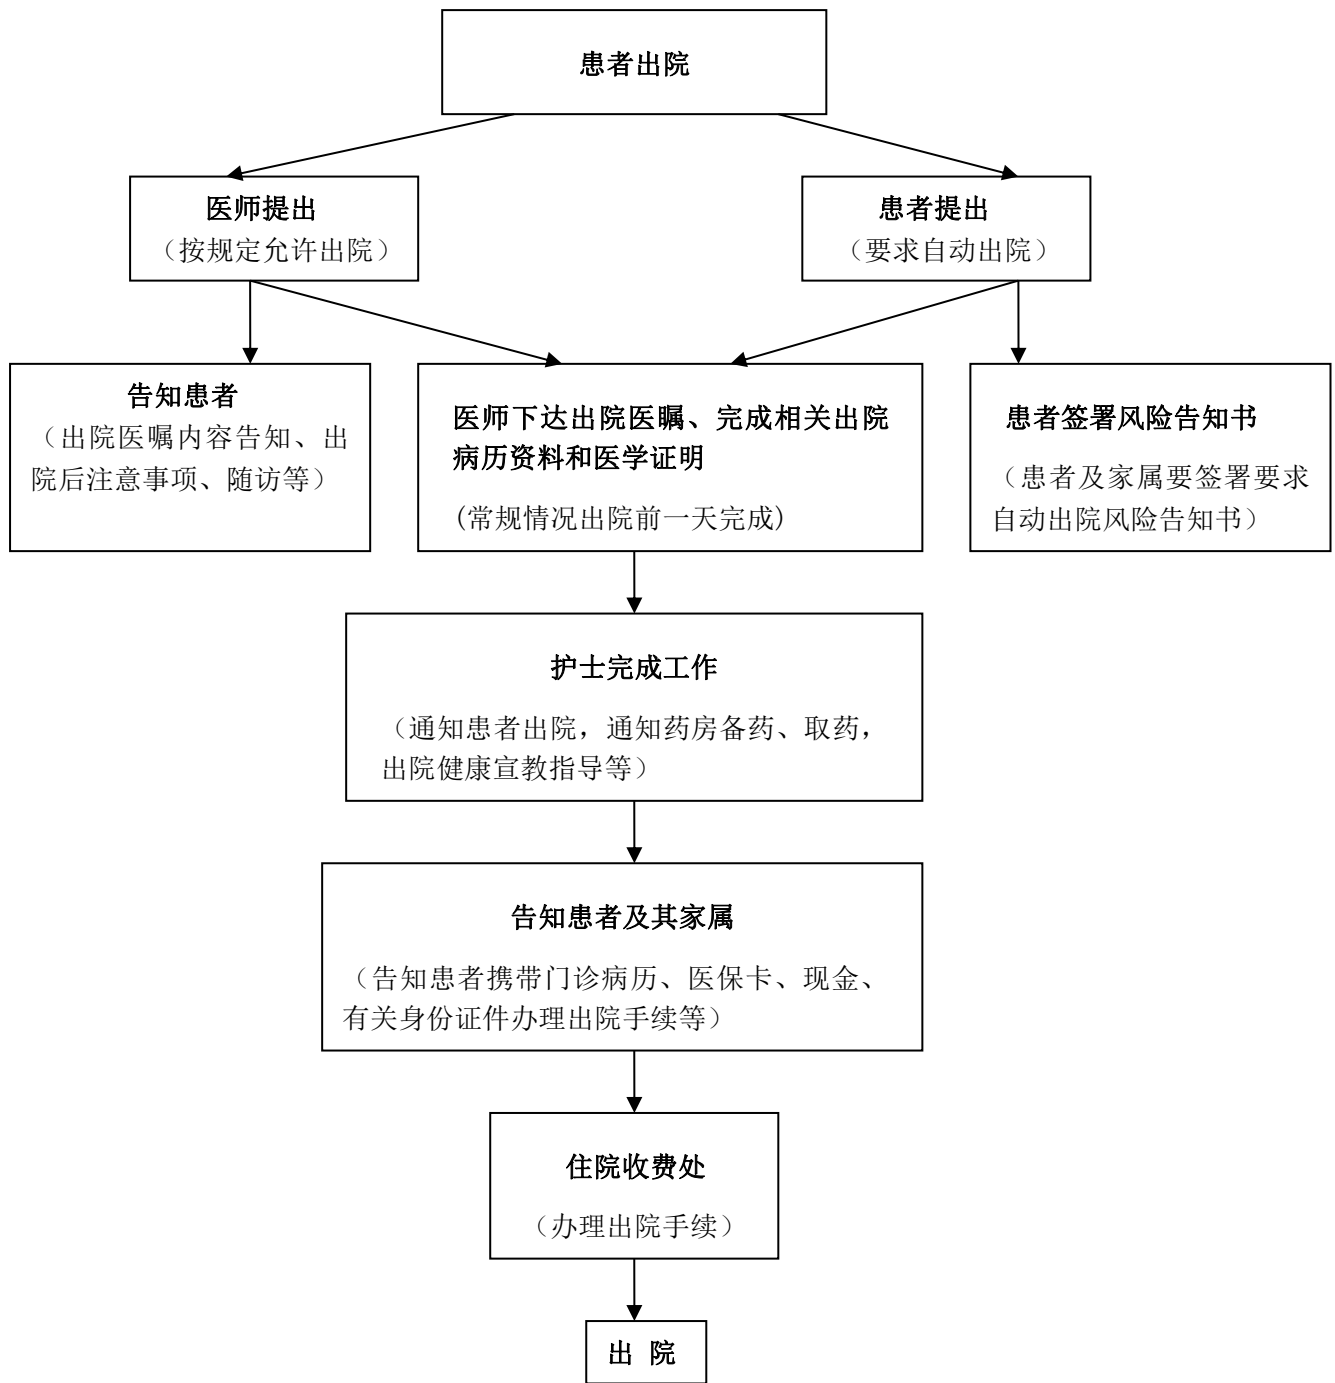 患者出院
医师提出
（按规定允许出院）
患者提出
（要求自动出院）
告知患者
（出院医嘱内容告知、出
院后注意事项、随访等）
医师下达出院医瞩、完成相关出院
病历资料和医学证明
(常规情况出院前一天完成)
患者签署风险告知书
（患者及家属要签署要求
自动出院风险告知书）
护士完成工作
（通知患者出院，通知药房备药、取药，
出院健康宣教指导等）
告知患者及其家属
（告知患者携带门诊病历、医保卡、现金、
有关身份证件办理出院手续等）
住院收费处
（办理出院手续）
出 院